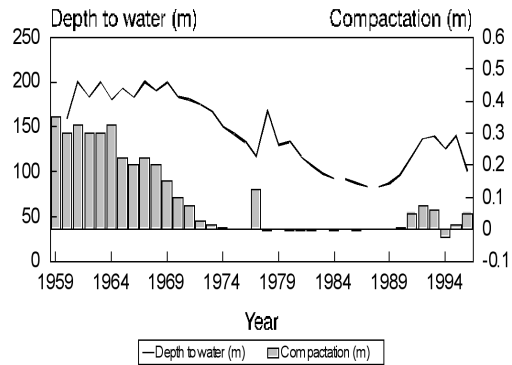 Depth to water (m) Compactation (m)
250 0.6
200 0.5
0.4
150 0.3
100 0.2
0.1
50 0
0 -0.1
1959 1964 1969 1974 1979 1984 1989 1994
Year
Depth to water (m) Compactation (m)